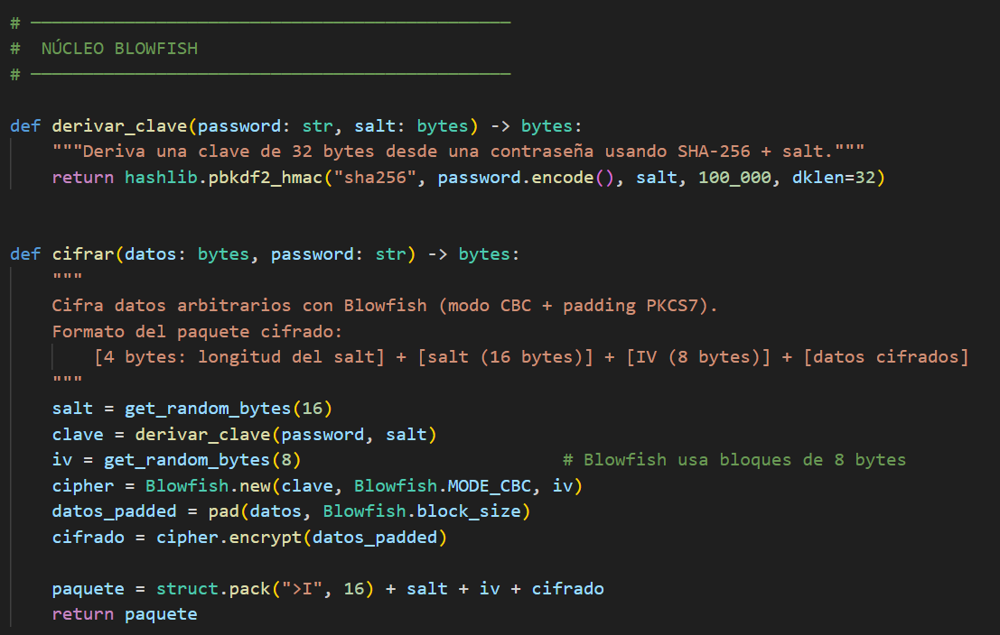 # ──────────────────────────────────────────────
#  NÚCLEO BLOWFISH
# ──────────────────────────────────────────────
def derivar_clave(password: str, salt: bytes) -> bytes:
    """Deriva una clave de 32 bytes desde una contraseña usando SHA-256 + salt."""
    return hashlib.pbkdf2_hmac("sha256", password.encode(), salt, 100_000, dklen=32)
def cifrar(datos: bytes, password: str) -> bytes:
    """
    Cifra datos arbitrarios con Blowfish (modo CBC + padding PKCS7).
    Formato del paquete cifrado:
        [4 bytes: longitud del salt] + [salt (16 bytes)] + [IV (8 bytes)] + [datos cifrados]
    """
    salt = get_random_bytes(16)
    clave = derivar_clave(password, salt)
    iv = get_random_bytes(8)                         # Blowfish usa bloques de 8 bytes
    cipher = Blowfish.new(clave, Blowfish.MODE_CBC, iv)
    datos_padded = pad(datos, Blowfish.block_size)
    cifrado = cipher.encrypt(datos_padded)
    paquete = struct.pack(">I", 16) + salt + iv + cifrado
    return paquete